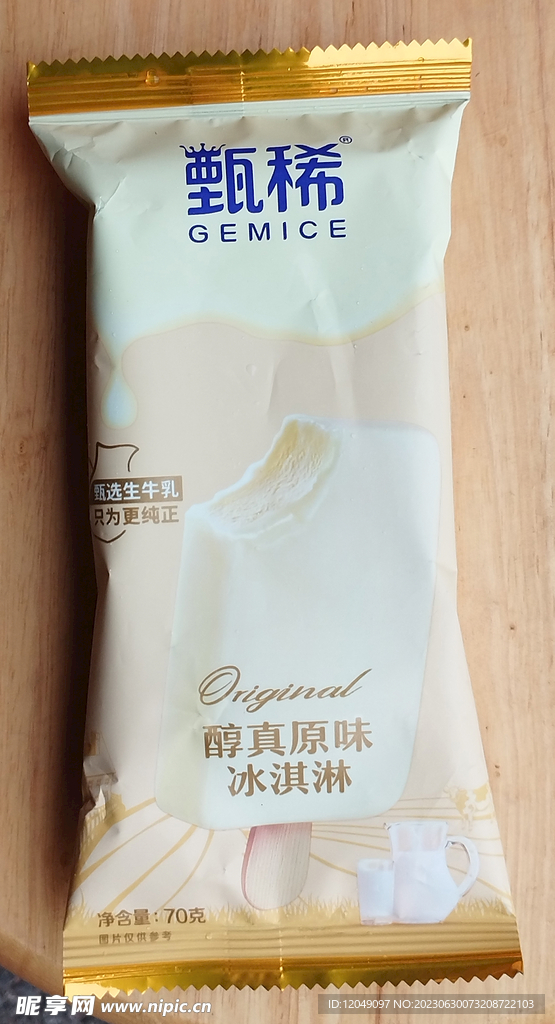 甄稀®
GEMICE
甄选生牛乳
只为更纯正
Original
醇真原味
冰淇淋
净含量：70克
图片仅供参考
昵享网 www.nipic.cn
ID:12049097 NO:20230630073208722103